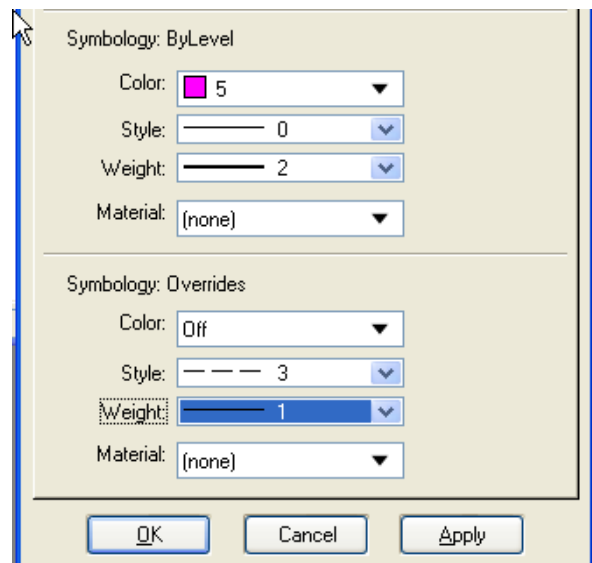 Symbology: ByLevel
Color: 5
Style: 0
Weight: 2
Material: (none)
Symbology: Overrides
Color: Off
Style: 3
Weight: 1
Material: (none)
OK Cancel Apply